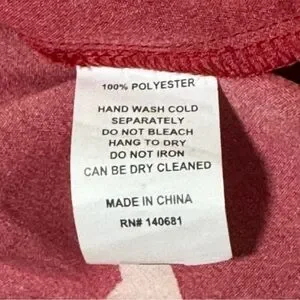 100% POLYESTER
HAND WASH COLD
SEPARATELY
DO NOT BLEACH
HANG TO DRY
DO NOT IRON
CAN BE DRY CLEANED
MADE IN CHINA
RN# 140681